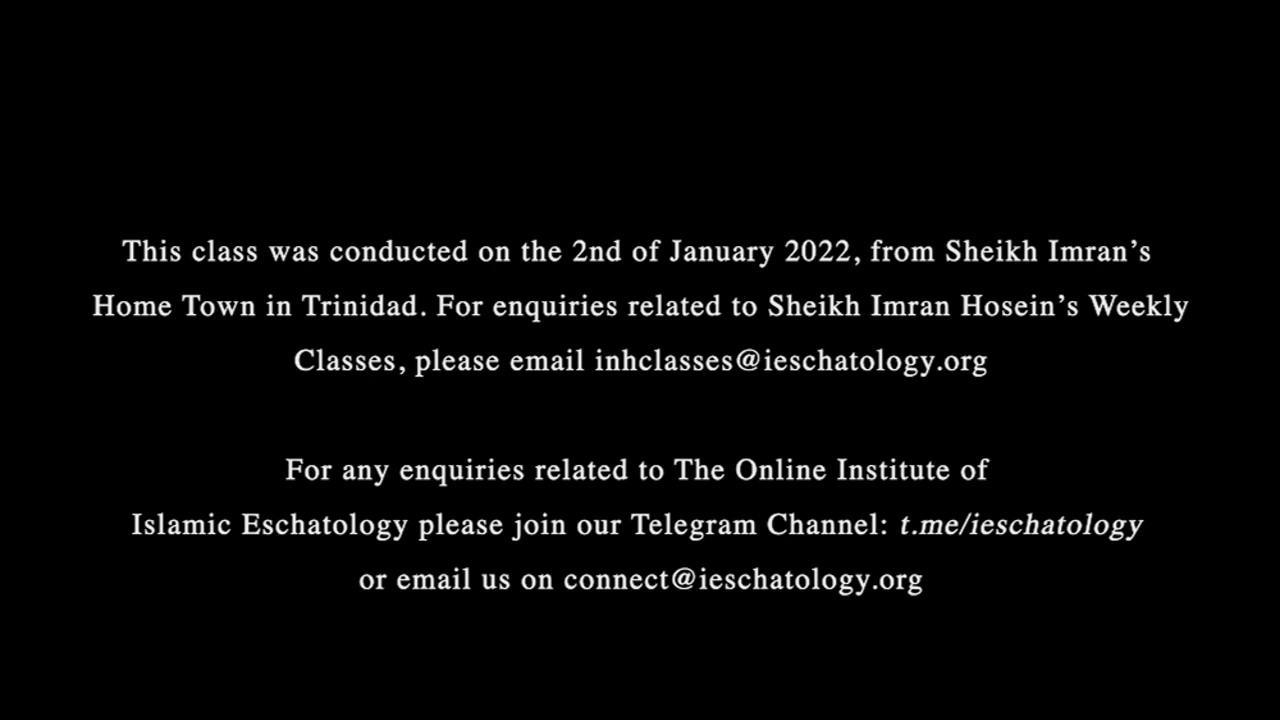 This class was conducted on the 2nd of January 2022, from Sheikh Imran’s
Home Town in Trinidad. For enquiries related to Sheikh Imran Hosein’s Weekly
Classes, please email inhclasses@ieschatology.org
For any enquiries related to The Online Institute of
Islamic Eschatology please join our Telegram Channel: t.me/ieschatology
or email us on connect@ieschatology.org